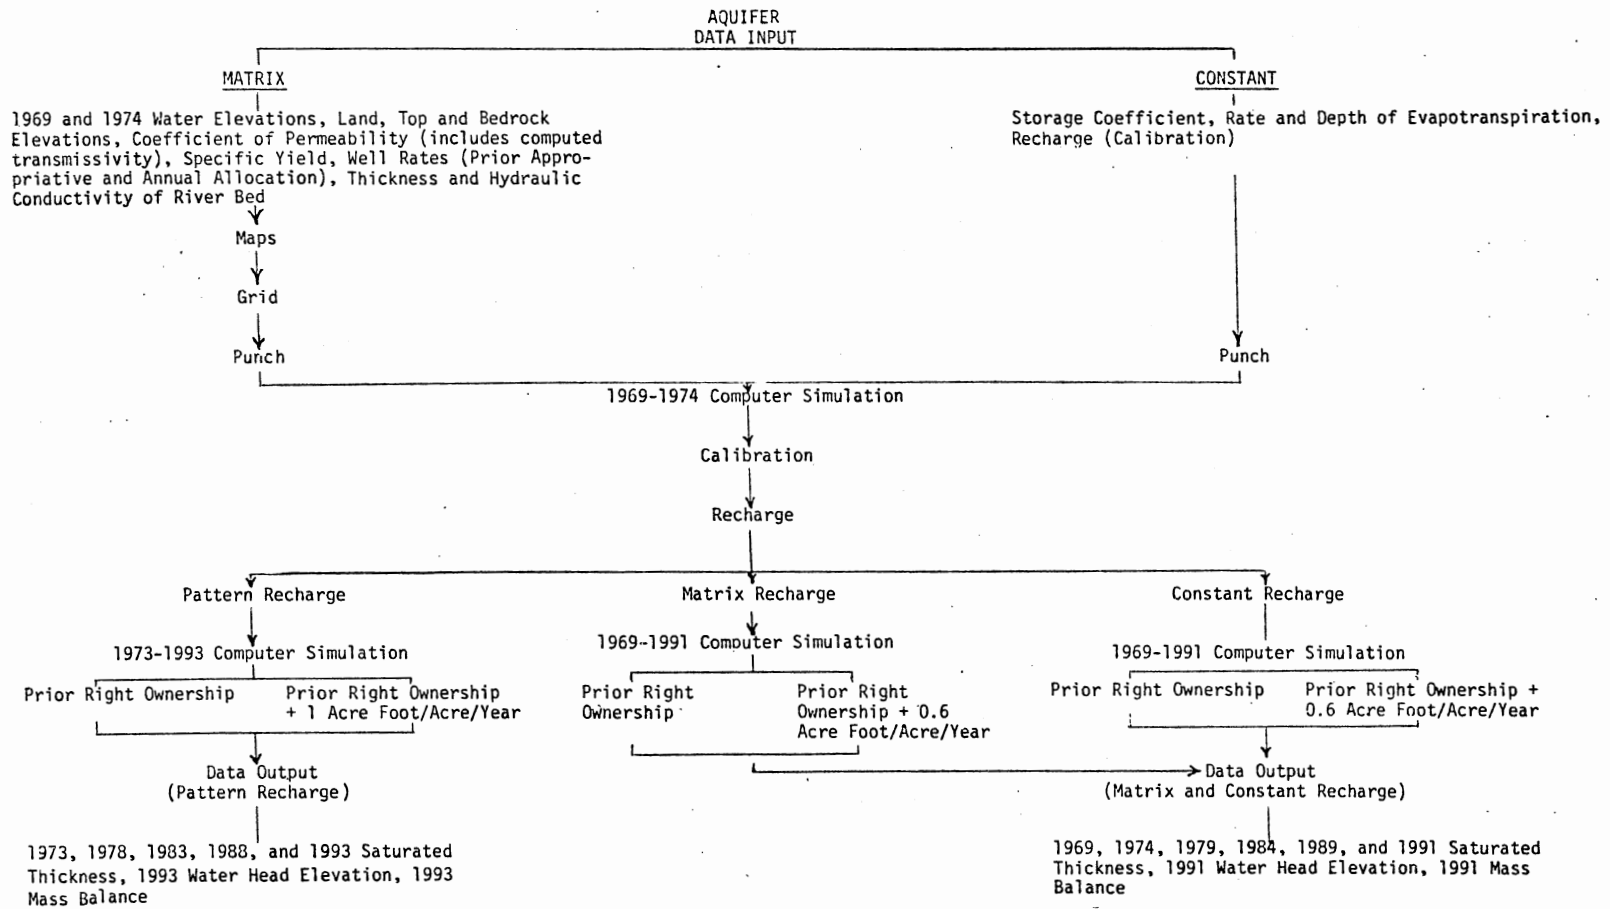 AQUIFER
DATA INPUT
MATRIX
1969 and 1974 Water Elevations, Land, Top and Bedrock
Elevations, Coefficient of Permeability (includes computed
transmissivity), Specific Yield, Well Rates (Prior Appro-
priative and Annual Allocation), Thickness and Hydraulic
Conductivity of River Bed
Maps
Grid
Punch
CONSTANT
Storage Coefficient, Rate and Depth of Evapotranspiration,
Recharge (Calibration)
Punch
1969-1974 Computer Simulation
Calibration
Recharge
Pattern Recharge
1973-1993 Computer Simulation
Prior Right Ownership
Prior Right Ownership
+ 1 Acre Foot/Acre/Year
Data Output
(Pattern Recharge)
1973, 1978, 1983, 1988, and 1993 Saturated
Thickness, 1993 Water Head Elevation, 1993
Mass Balance
Matrix Recharge
1969-1991 Computer Simulation
Prior Right
Ownership
Prior Right
Ownership + 0.6
Acre Foot/Acre/Year
Constant Recharge
1969-1991 Computer Simulation
Prior Right Ownership
Prior Right Ownership +
0.6 Acre Foot/Acre/Year
Data Output
(Matrix and Constant Recharge)
1969, 1974, 1979, 1984, 1989, and 1991 Saturated
Thickness, 1991 Water Head Elevation, 1991 Mass
Balance